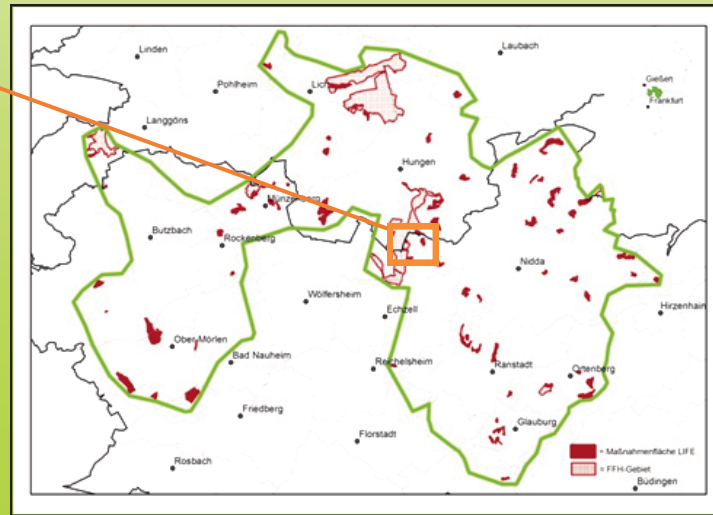 Linden
Laubach
Pohlheim
Lich
Gießen
Frankfurt
Langgöns
Hungen
Münzenberg
Butzbach
Rockenberg
Nidda
Wölfersheim
Echzell
Hirzenhain
Ober Mörlen
Bad Nauheim
Reichelsheim
Ranstadt
Ortenberg
Friedberg
Florstadt
Glauburg
Rosbach
= Maßnahmenfläche LIFE
= FFH-Gebiet
Büdingen